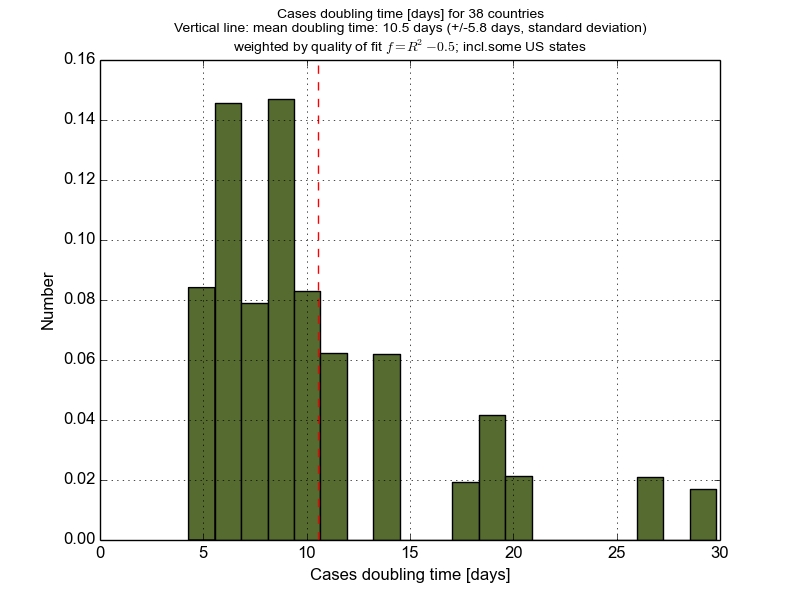 Cases doubling time [days] for 38 countries
Vertical line: mean doubling time: 10.5 days (+/-5.8 days, standard deviation)
weighted by quality of fit f=R² −0.5; incl.some US states
0.16
0.14
0.12
0.10
0.08
0.06
0.04
0.02
0.00
Number
0 5 10 15 20 25 30
Cases doubling time [days]